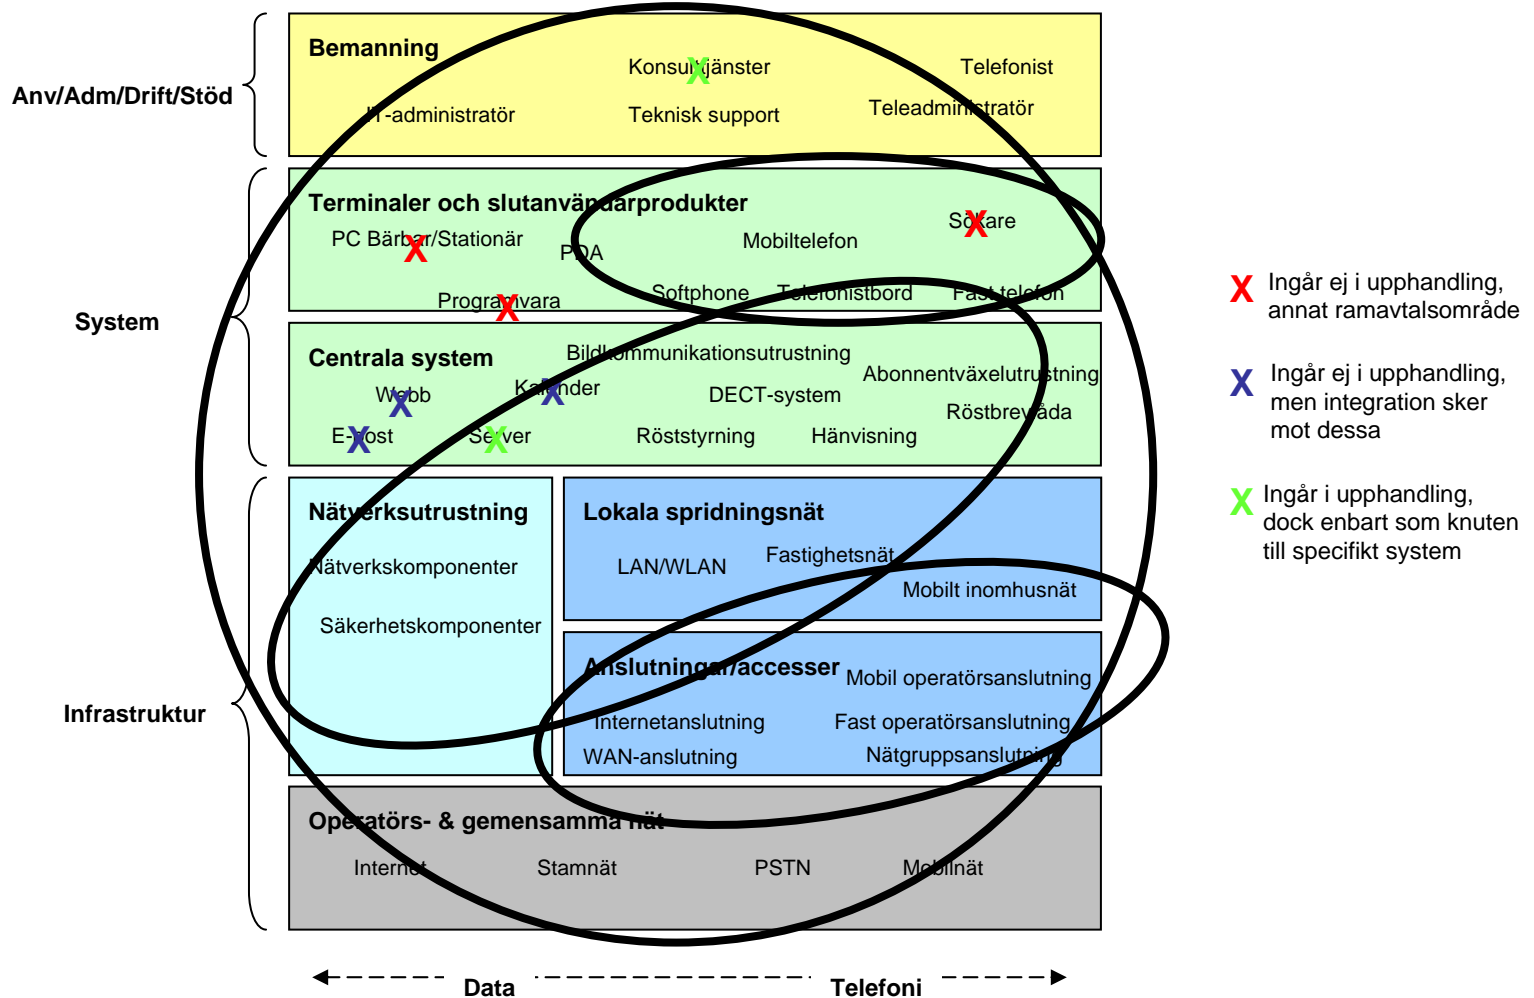 Bemanning
Konsulttjänster
Telefonist
Anv/Adm/Drift/Stöd
IT-administratör
Teknisk support
Teleadministratör
Terminaler och slutanvändarprodukter
PC Bärbar/Stationär
PDA
Mobiltelefon
Sökare
Programvara
Softphone
Telefonistbord
Fast telefon
System
Centrala system
Bildkommunikationsutrustning
Webb
Kalender
DECT-system
Abonnentväxelutrustning
Röstbrevlåda
E-post
Server
Röststyrning
Hänvisning
X Ingår ej i upphandling,
annat ramavtalsområde
X Ingår ej i upphandling,
men integration sker
mot dessa
X Ingår i upphandling,
dock enbart som knuten
till specifikt system
Nätverksutrustning
Nätverkskomponenter
Säkerhetskomponenter
Lokala spridningsnät
LAN/WLAN
Fastighetsnät
Mobilt inomhusnät
Infrastruktur
Anslutningar/accesser
Mobil operatörsanslutning
Internetanslutning
Fast operatörsanslutning
WAN-anslutning
Nätgruppsanslutning
Operatörs- & gemensamma nät
Internet
Stamnät
PSTN
Mobilnät
Data
Telefoni